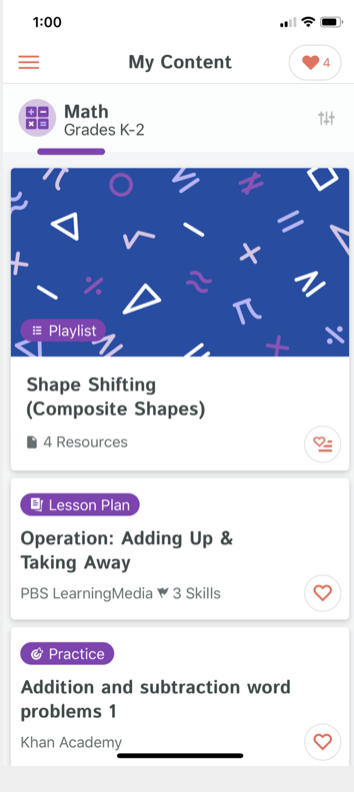 1:00
My Content
4
Math
Grades K-2
Playlist
Shape Shifting
(Composite Shapes)
4 Resources
Lesson Plan
Operation: Adding Up &
Taking Away
PBS LearningMedia 3 Skills
Practice
Addition and subtraction word
problems 1
Khan Academy